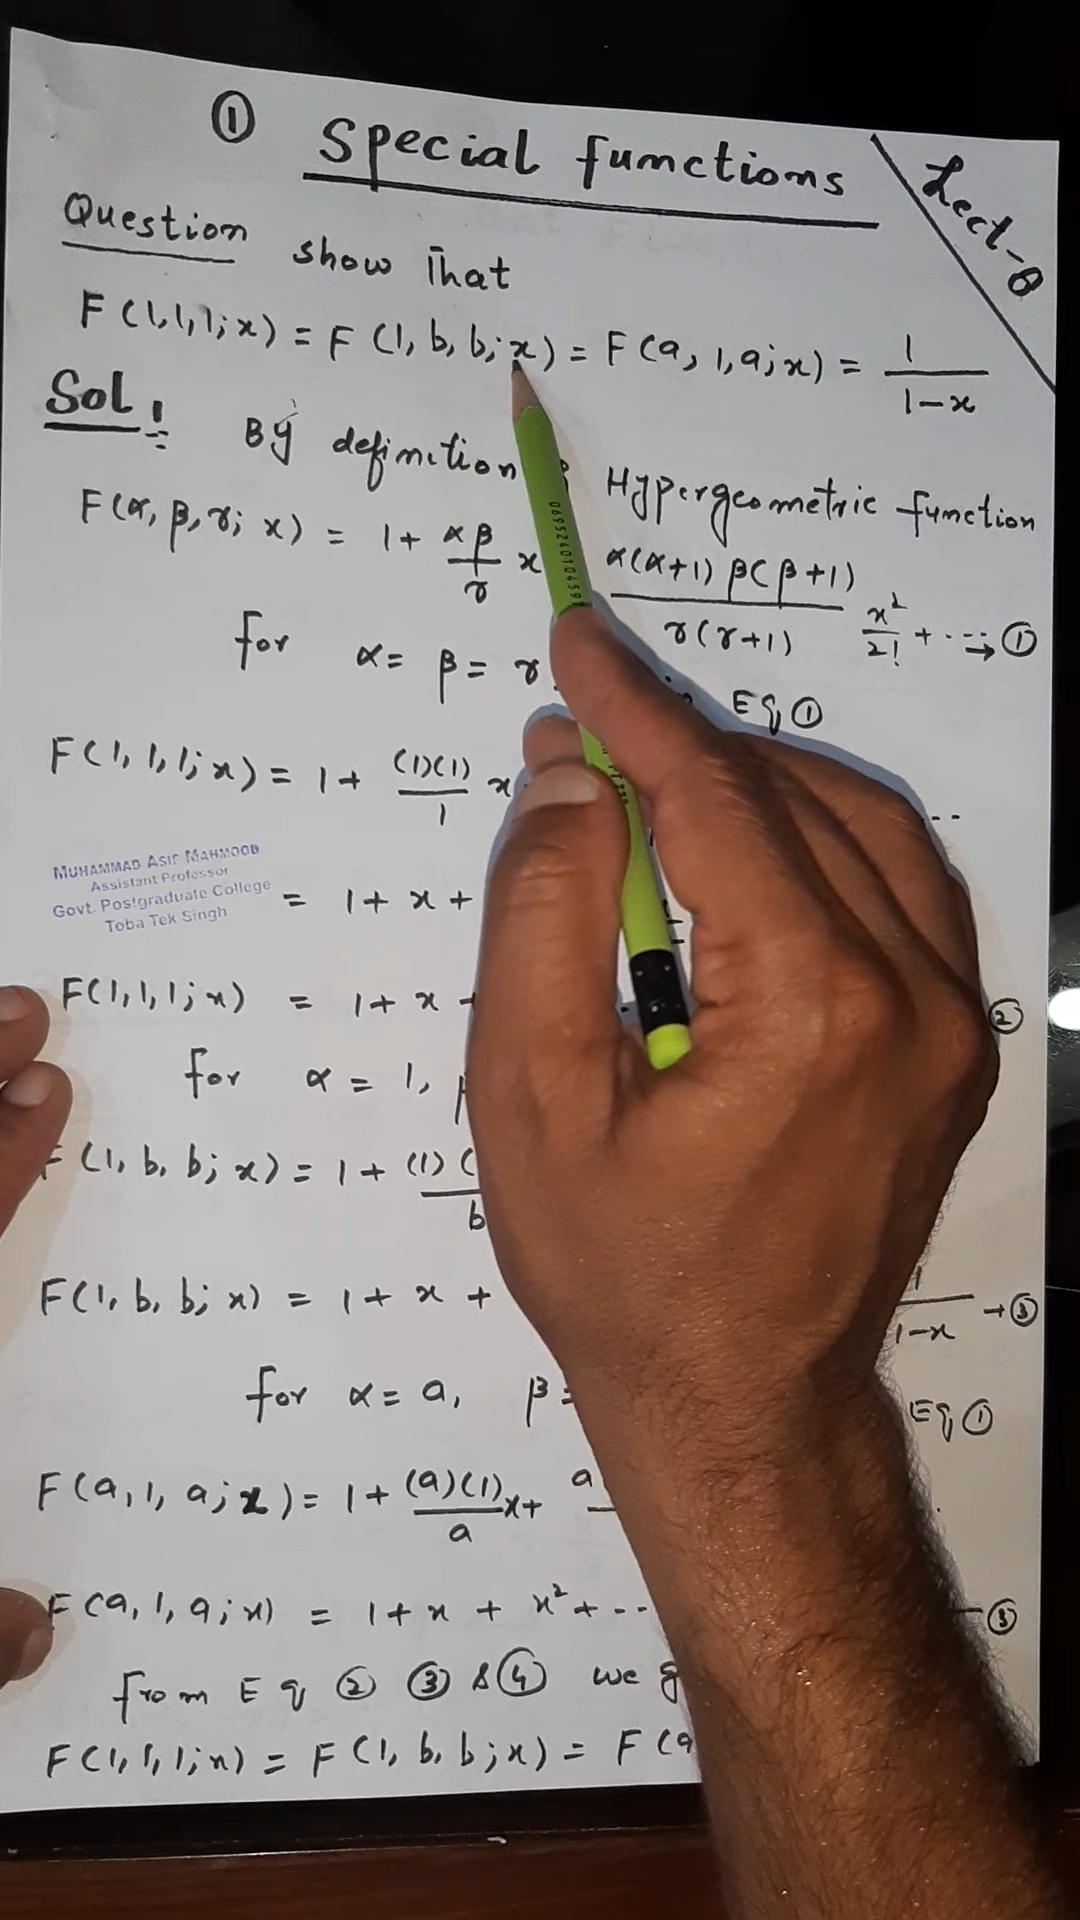 ① Special functions
Lect-8
Question show that
F(1,1,1;x) = F(1, b, b;x) = F(a, 1, a;x) = 1/(1-x)
Sol: By definition Hypergeometric function
F(α, β, γ; x) = 1 + αβ/γ x α(α+1) β(β+1)/γ(γ+1) x²/2! + ... → ①
for α = β = γ Eq ①
F(1, 1, 1; x) = 1 + (1)(1)/1 x ...
MUHAMMAD ASIF MAHMOOD
Assistant Professor
Govt. Postgraduate College
Toba Tek Singh
= 1 + x +
F(1, 1, 1; x) = 1 + x + ②
for α = 1,
F(1, b, b; x) = 1 + (1)( /b
F(1, b, b; x) = 1 + x + 1/(1-x) → ③
for α = a, β = Eq ①
F(a, 1, a; x) = 1 + (a)(1)/a x + a
F(a, 1, a; x) = 1 + x + x² + ... ③
from Eq ② ③ & ④ we
F(1, 1, 1; x) = F(1, b, b; x) = F(a
069524010459